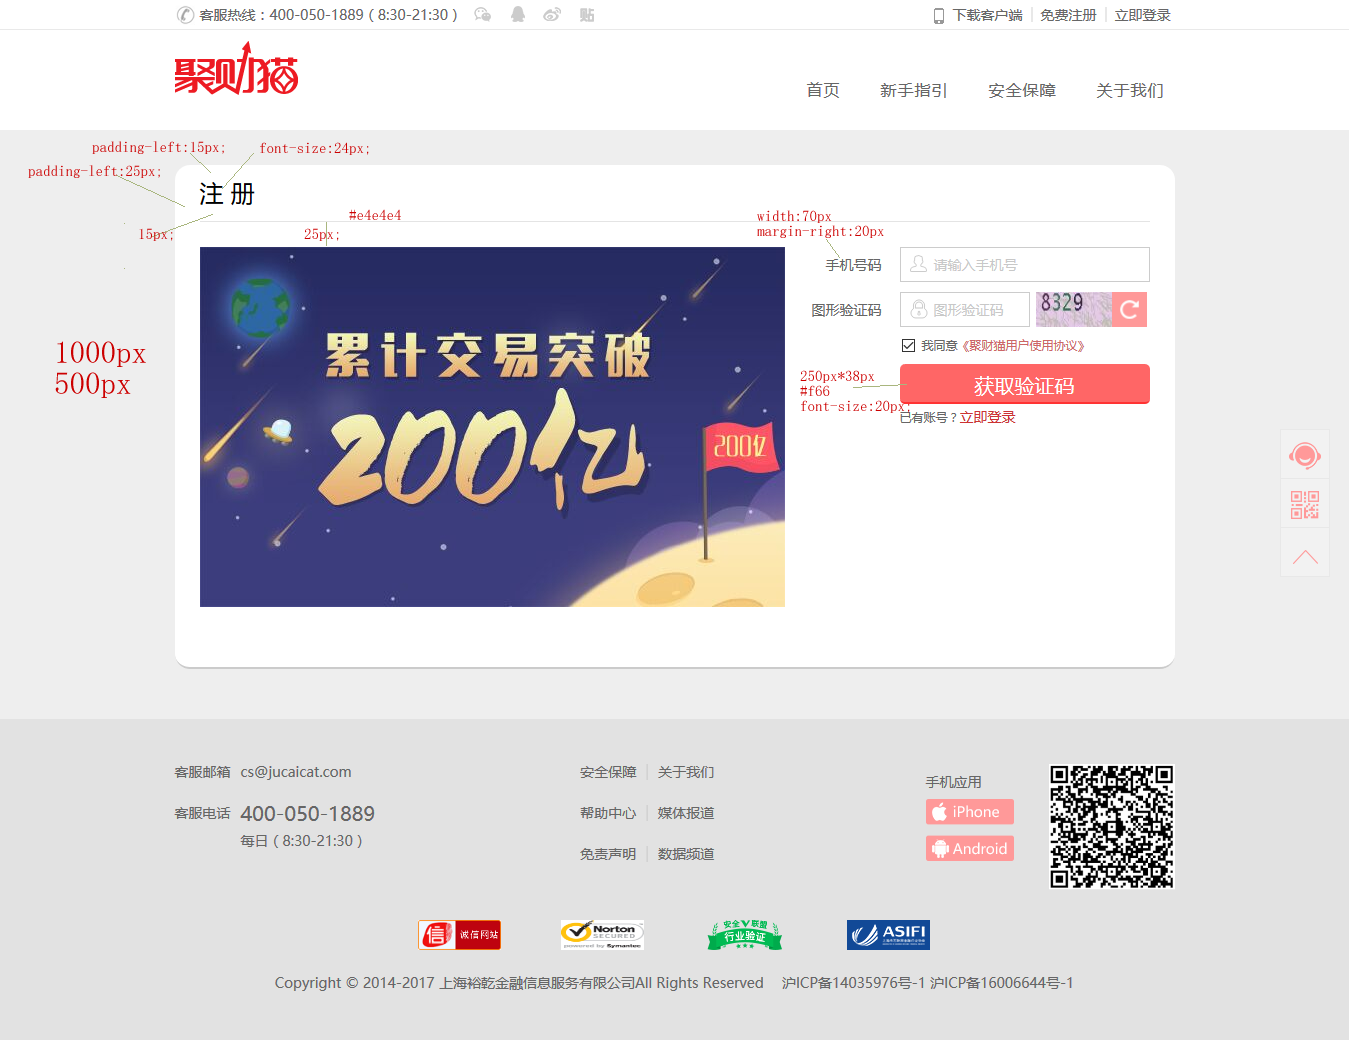 客服热线：400-050-1889（8:30-21:30） 贴 下载客户端 免费注册 立即登录
聚财猫
首页 新手指引 安全保障 关于我们
padding-left:15px; font-size:24px;
padding-left:25px;
注 册
15px; 25px; #e4e4e4
width:70px
margin-right:20px
手机号码 请输入手机号
图形验证码 图形验证码 8329
我同意《聚财猫用户使用协议》
250px*38px
#f66
font-size:20px;
获取验证码
已有账号？立即登录
1000px
500px
累计交易突破
200亿
200亿
客服邮箱 cs@jucaicat.com
客服电话 400-050-1889
每日（8:30-21:30）
安全保障 关于我们
帮助中心 媒体报道
免责声明 数据频道
手机应用
iPhone
Android
信 诚信网站
Norton
SECURED
powered by Symantec
安全V联盟
行业验证
ASIFI
Copyright © 2014-2017 上海裕乾金融信息服务有限公司All Rights Reserved 沪ICP备14035976号-1 沪ICP备16006644号-1